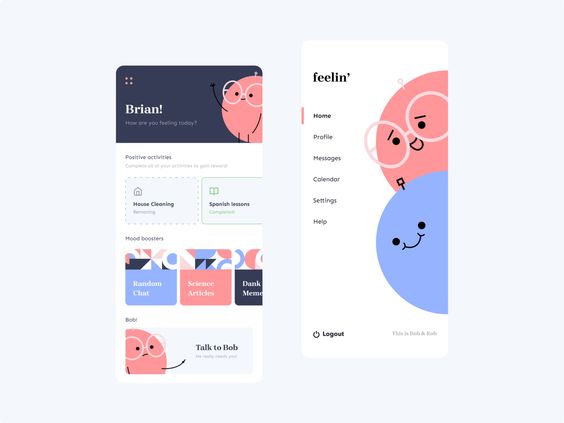 Brian!
How are you feeling today?
Positive activities
Complete all of your activities to gain reward!
House Cleaning
Remaining
Spanish lessons
Completed!
Mood boosters
Random
Chat
Science
Articles
Dank
Meme
Bob!
Talk to Bob
He really needs you!
feelin’
Home
Profile
Messages
Calendar
Settings
Help
Logout
This is Bob & Rob